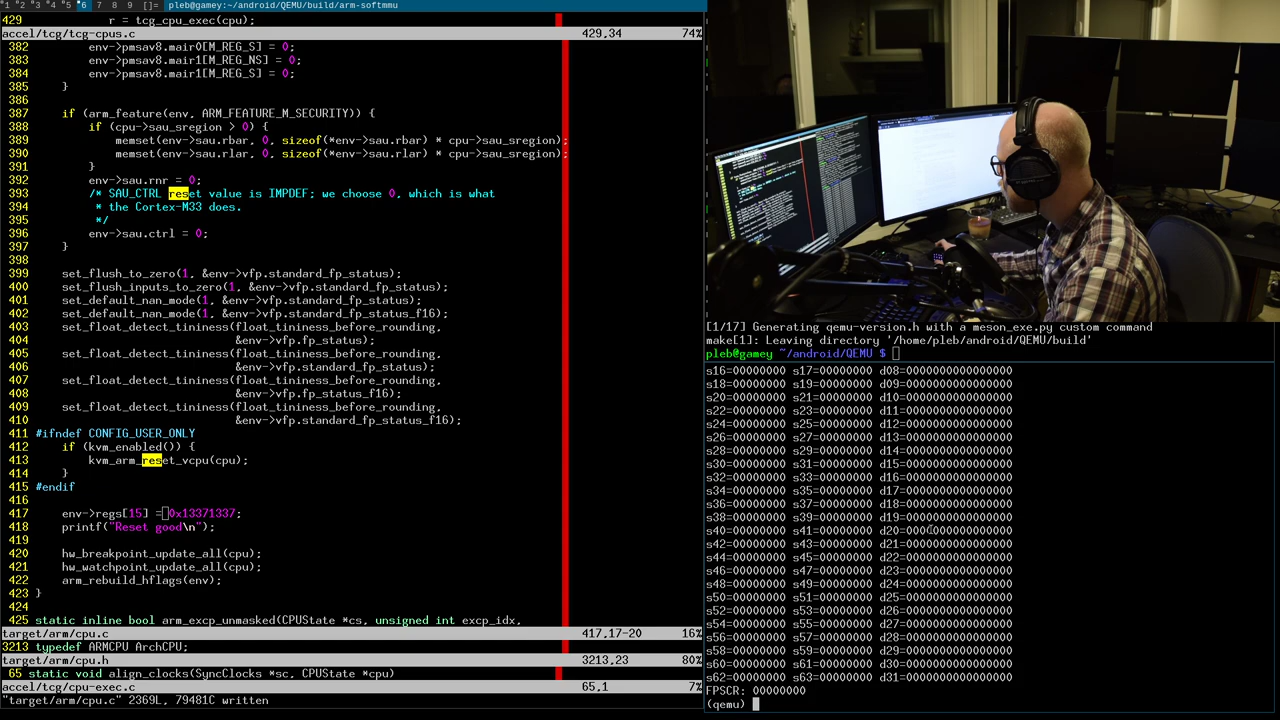 1 2 3 4 5 6 7 8 9 []= pleb@gamey:~/android/QEMU/build/arm-softmmu
429             r = tcg_cpu_exec(cpu);
accel/tcg/tcg-cpus.c 429,34 74%
382         env->pmsav8.mair0[M_REG_S] = 0;
383         env->pmsav8.mair1[M_REG_NS] = 0;
384         env->pmsav8.mair1[M_REG_S] = 0;
385     }
386
387     if (arm_feature(env, ARM_FEATURE_M_SECURITY)) {
388         if (cpu->sau_sregion > 0) {
389             memset(env->sau.rbar, 0, sizeof(*env->sau.rbar) * cpu->sau_sregion);
390             memset(env->sau.rlar, 0, sizeof(*env->sau.rlar) * cpu->sau_sregion);
391         }
392         env->sau.rnr = 0;
393         /* SAU_CTRL reset value is IMPDEF; we choose 0, which is what
394          * the Cortex-M33 does.
395          */
396         env->sau.ctrl = 0;
397     }
398
399     set_flush_to_zero(1, &env->vfp.standard_fp_status);
400     set_flush_inputs_to_zero(1, &env->vfp.standard_fp_status);
401     set_default_nan_mode(1, &env->vfp.standard_fp_status);
402     set_default_nan_mode(1, &env->vfp.standard_fp_status_f16);
403     set_float_detect_tininess(float_tininess_before_rounding,
404                               &env->vfp.fp_status);
405     set_float_detect_tininess(float_tininess_before_rounding,
406                               &env->vfp.standard_fp_status);
407     set_float_detect_tininess(float_tininess_before_rounding,
408                               &env->vfp.fp_status_f16);
409     set_float_detect_tininess(float_tininess_before_rounding,
410                               &env->vfp.standard_fp_status_f16);
411 #ifndef CONFIG_USER_ONLY
412     if (kvm_enabled()) {
413         kvm_arm_reset_vcpu(cpu);
414     }
415 #endif
416
417     env->regs[15] = 0x13371337;
418     printf("Reset good\n");
419
420     hw_breakpoint_update_all(cpu);
421     hw_watchpoint_update_all(cpu);
422     arm_rebuild_hflags(env);
423 }
424
425 static inline bool arm_excp_unmasked(CPUState *cs, unsigned int excp_idx,
target/arm/cpu.c 417,17-20 16%
3213 typedef ARMCPU ArchCPU;
target/arm/cpu.h 3213,23 80%
65 static void align_clocks(SyncClocks *sc, CPUState *cpu)
accel/tcg/cpu-exec.c 65,1 7%
"target/arm/cpu.c" 2369L, 79481C written
[1/17] Generating qemu-version.h with a meson_exe.py custom command
make[1]: Leaving directory '/home/pleb/android/QEMU/build'
pleb@gamey ~/android/QEMU $
s16=00000000 s17=00000000 d08=0000000000000000
s18=00000000 s19=00000000 d09=0000000000000000
s20=00000000 s21=00000000 d10=0000000000000000
s22=00000000 s23=00000000 d11=0000000000000000
s24=00000000 s25=00000000 d12=0000000000000000
s26=00000000 s27=00000000 d13=0000000000000000
s28=00000000 s29=00000000 d14=0000000000000000
s30=00000000 s31=00000000 d15=0000000000000000
s32=00000000 s33=00000000 d16=0000000000000000
s34=00000000 s35=00000000 d17=0000000000000000
s36=00000000 s37=00000000 d18=0000000000000000
s38=00000000 s39=00000000 d19=0000000000000000
s40=00000000 s41=00000000 d20=0000000000000000
s42=00000000 s43=00000000 d21=0000000000000000
s44=00000000 s45=00000000 d22=0000000000000000
s46=00000000 s47=00000000 d23=0000000000000000
s48=00000000 s49=00000000 d24=0000000000000000
s50=00000000 s51=00000000 d25=0000000000000000
s52=00000000 s53=00000000 d26=0000000000000000
s54=00000000 s55=00000000 d27=0000000000000000
s56=00000000 s57=00000000 d28=0000000000000000
s58=00000000 s59=00000000 d29=0000000000000000
s60=00000000 s61=00000000 d30=0000000000000000
s62=00000000 s63=00000000 d31=0000000000000000
FPSCR: 00000000
(qemu)